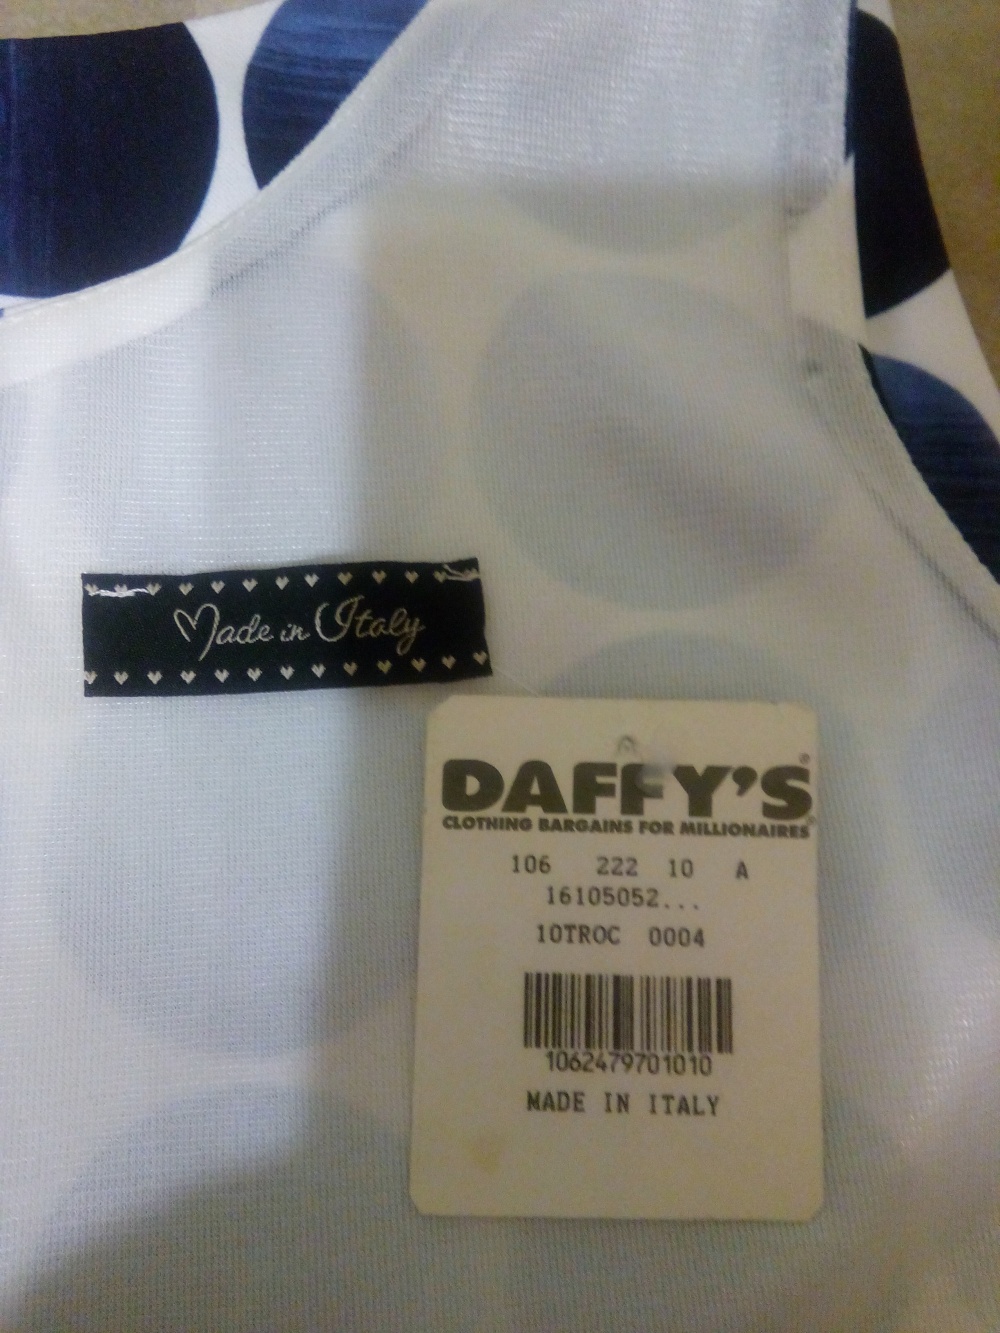 Made in Italy
DAFFY'S®
CLOTHING BARGAINS FOR MILLIONAIRES®
106 222 10 A
16105052...
10TROC 0004
1062479701010
MADE IN ITALY